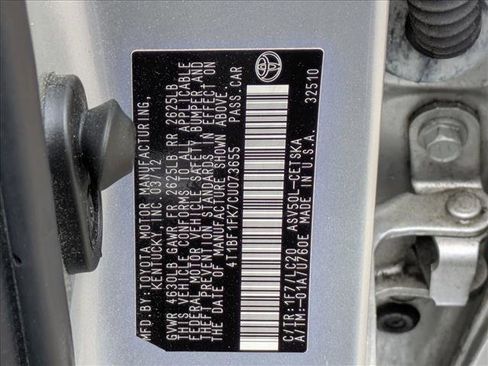 MFD. BY: TOYOTA MOTOR MANUFACTURING,
KENTUCKY, INC. 03/12
GVWR 4630LB GAWR FR 2625LB RR 2625LB
THIS VEHICLE CONFORMS TO ALL APPLICABLE
FEDERAL MOTOR VEHICLE SAFETY, BUMPER, AND
THEFT PREVENTION STANDARDS IN EFFECT ON
THE DATE OF MANUFACTURE SHOWN ABOVE.
4T1BF1FK7CU073655 PASS. CAR
C/TR: 1F7/LC20 ASV50L-CETSKA
A/TM: -01A/U760E MADE IN U.S.A. 32510